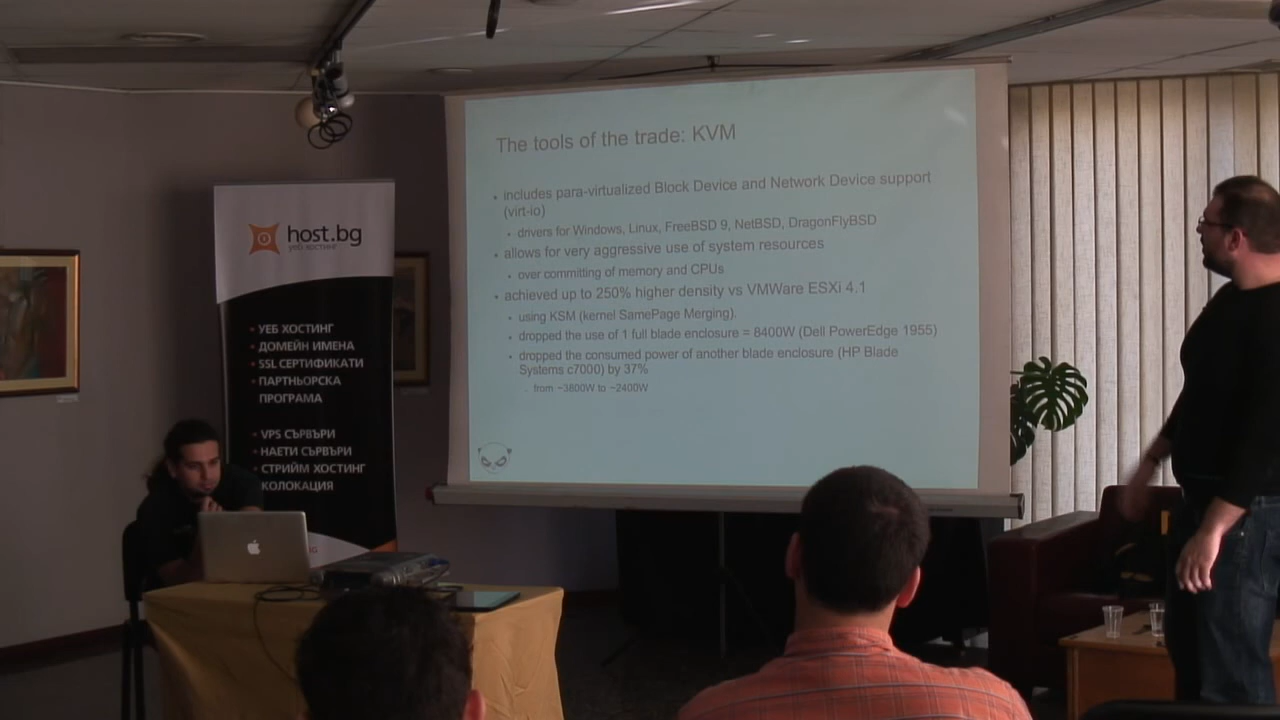 The tools of the trade: KVM
• includes para-virtualized Block Device and Network Device support
(virt-io)
• drivers for Windows, Linux, FreeBSD 9, NetBSD, DragonFlyBSD
• allows for very aggressive use of system resources
• over committing of memory and CPUs
• achieved up to 250% higher density vs VMWare ESXi 4.1
• using KSM (kernel SamePage Merging).
• dropped the use of 1 full blade enclosure = 8400W (Dell PowerEdge 1955)
• dropped the consumed power of another blade enclosure (HP Blade
Systems c7000) by 37%
from ~3800W to ~2400W
host.bg
уеб хостинг
• УЕБ ХОСТИНГ
• ДОМЕЙН ИМЕНА
• SSL СЕРТИФИКАТИ
• ПАРТНЬОРСКА
ПРОГРАМА
• VPS СЪРВЪРИ
• НАЕТИ СЪРВЪРИ
• СТРИЙМ ХОСТИНГ
КОЛОКАЦИЯ